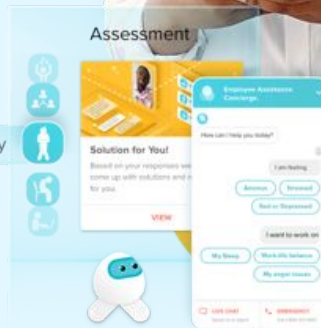 Assessment
y
Solution for You!
Based on your responses we
come up with solutions and
for you.
VIEW
Employee Assistance
Concierge
How can I help you today?
I am feeling
Anxious
Stressed
Sad or Depressed
I want to work on
My Sleep
Work-life balance
My anger issues
LIVE CHAT
EMERGENCY